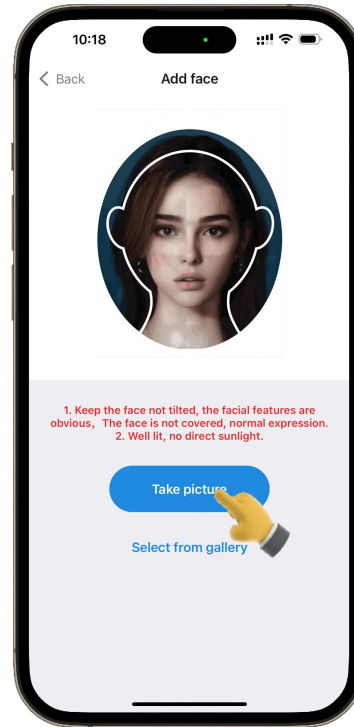 10:18
Back
Add face
1. Keep the face not tilted, the facial features are
obvious，The face is not covered, normal expression.
2. Well lit, no direct sunlight.
Take picture
Select from gallery